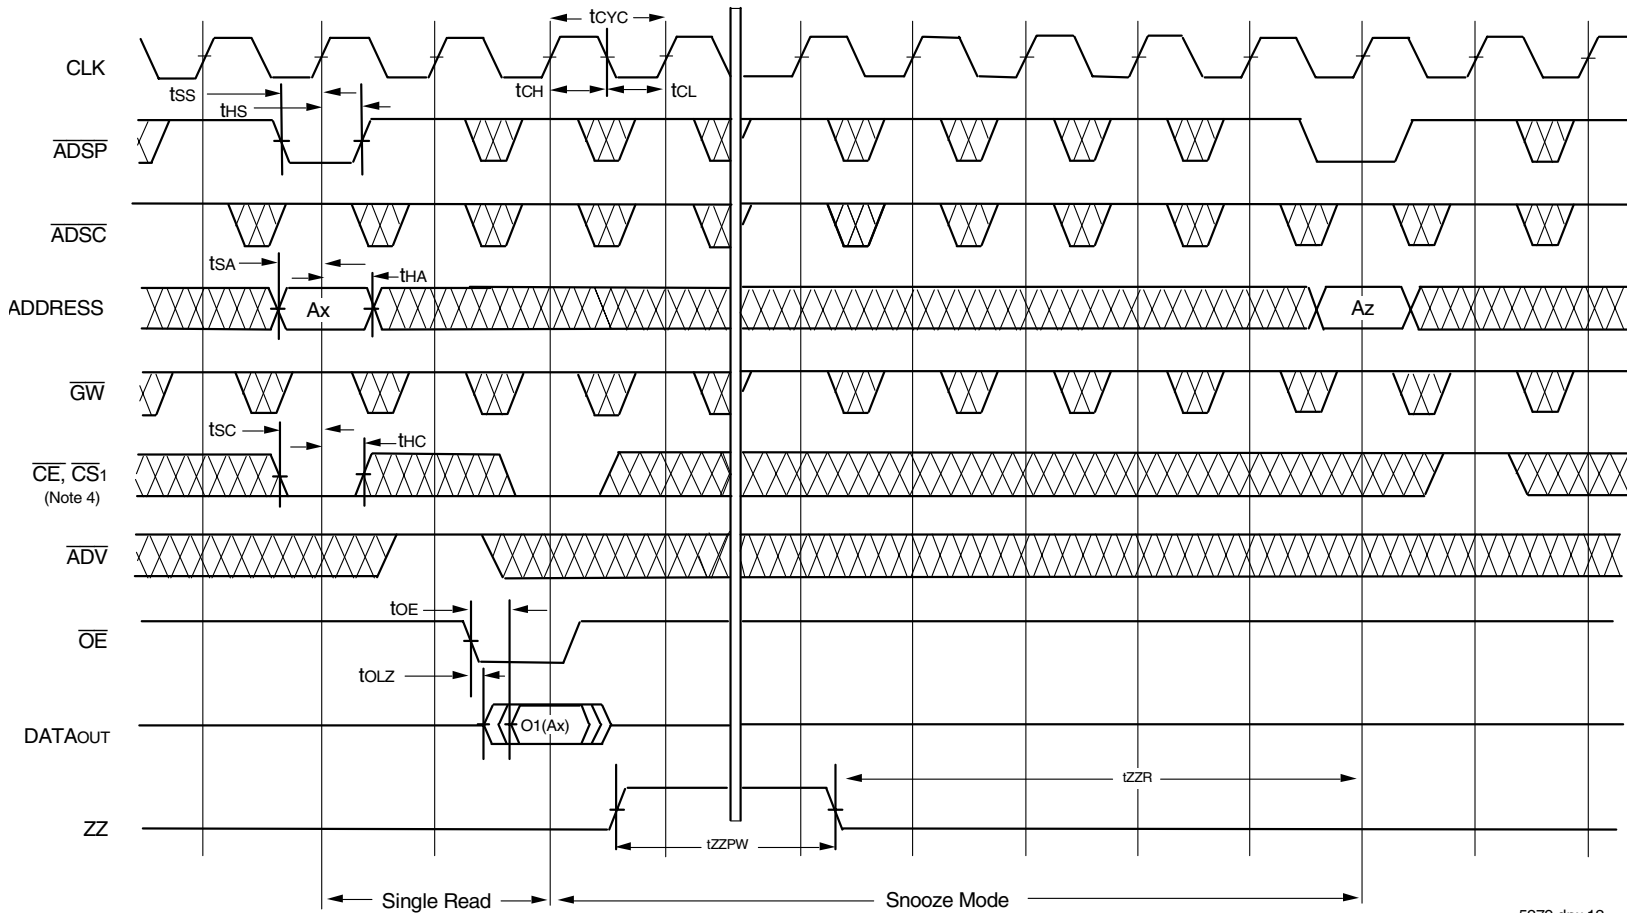 tCYC
CLK
tSS
tCH
tCL
tHS
ADSP
ADSC
tSA
tHA
ADDRESS
Ax
Az
GW
tSC
tHC
CE, CS1
(Note 4)
ADV
tOE
OE
tOLZ
O1(Ax)
DATAOUT
tZZR
ZZ
tZZPW
Single Read
Snooze Mode